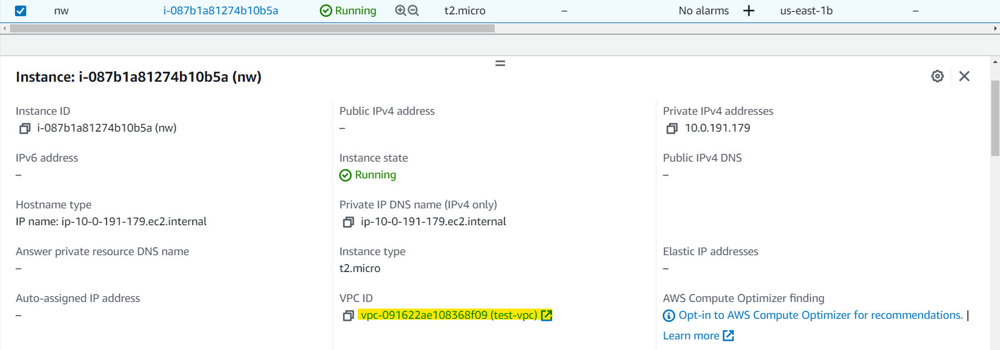 nw i-087b1a81274b10b5a Running t2.micro – No alarms + us-east-1b –
Instance: i-087b1a81274b10b5a (nw)
Instance ID
i-087b1a81274b10b5a (nw)
Public IPv4 address
–
Private IPv4 addresses
10.0.191.179
IPv6 address
–
Instance state
Running
Public IPv4 DNS
–
Hostname type
IP name: ip-10-0-191-179.ec2.internal
Private IP DNS name (IPv4 only)
ip-10-0-191-179.ec2.internal
Answer private resource DNS name
–
Instance type
t2.micro
Elastic IP addresses
–
Auto-assigned IP address
–
VPC ID
vpc-091622ae108368f09 (test-vpc)
AWS Compute Optimizer finding
Opt-in to AWS Compute Optimizer for recommendations. |
Learn more